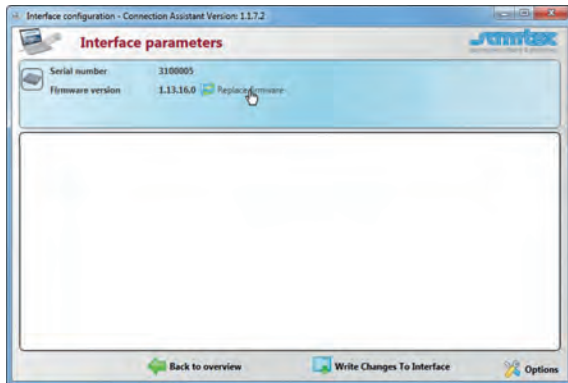 Interface configuration - Connection Assistant Version: 1.1.7.2
Interface parameters
Serial number 3100005
Firmware version 1.13.16.0 Replace firmware
Back to overview Write Changes To Interface Options